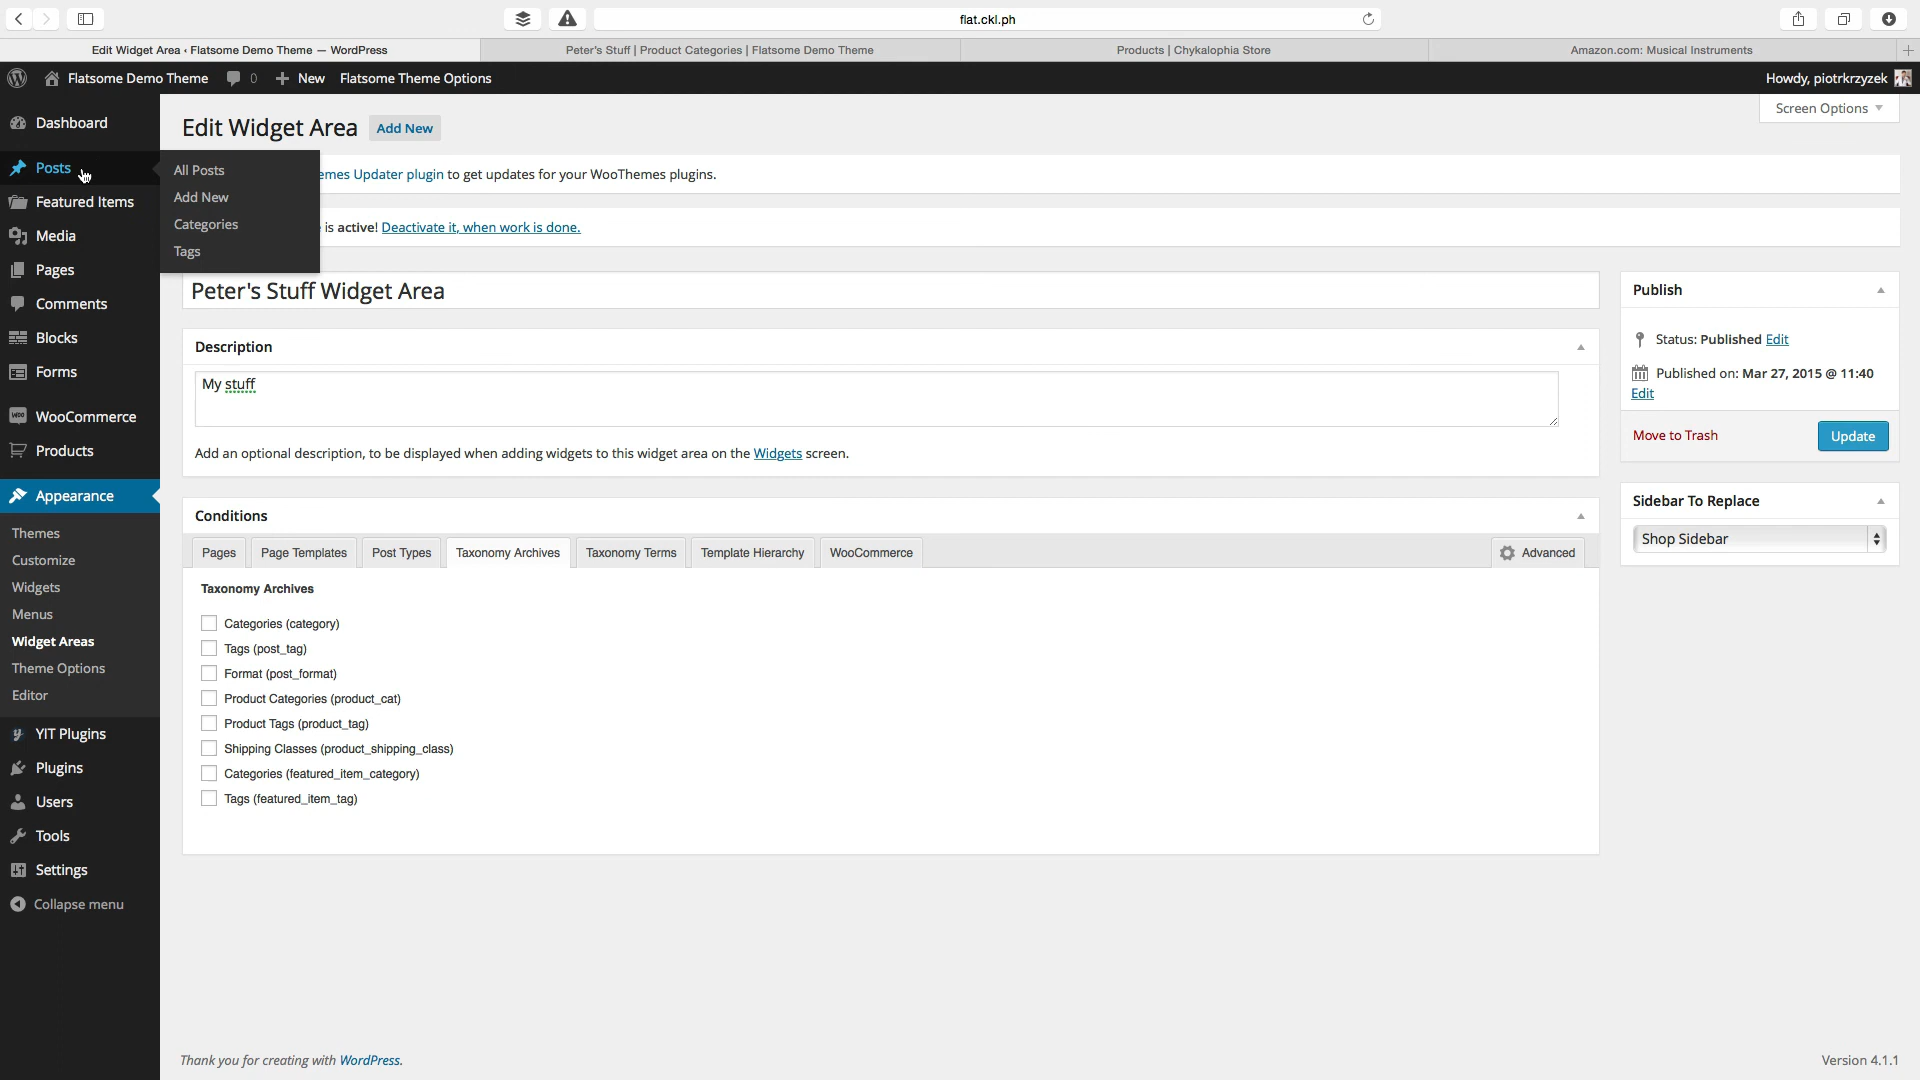 flat.ckl.ph
Edit Widget Area ‹ Flatsome Demo Theme — WordPress
Peter's Stuff | Product Categories | Flatsome Demo Theme
Products | Chykalophia Store
Amazon.com: Musical Instruments
Flatsome Demo Theme
0
New
Flatsome Theme Options
Howdy, piotrkrzyzek
Screen Options
Dashboard
Posts
Featured Items
Media
Pages
Comments
Blocks
Forms
WooCommerce
Products
Appearance
Themes
Customize
Widgets
Menus
Widget Areas
Theme Options
Editor
YIT Plugins
Plugins
Users
Tools
Settings
Collapse menu
All Posts
Add New
Categories
Tags
Edit Widget Area
Add New
emes Updater plugin to get updates for your WooThemes plugins.
is active! Deactivate it, when work is done.
Peter's Stuff Widget Area
Description
My stuff
Add an optional description, to be displayed when adding widgets to this widget area on the Widgets screen.
Conditions
Pages
Page Templates
Post Types
Taxonomy Archives
Taxonomy Terms
Template Hierarchy
WooCommerce
Advanced
Taxonomy Archives
Categories (category)
Tags (post_tag)
Format (post_format)
Product Categories (product_cat)
Product Tags (product_tag)
Shipping Classes (product_shipping_class)
Categories (featured_item_category)
Tags (featured_item_tag)
Publish
Status: Published Edit
Published on: Mar 27, 2015 @ 11:40
Edit
Move to Trash
Update
Sidebar To Replace
Shop Sidebar
Thank you for creating with WordPress.
Version 4.1.1